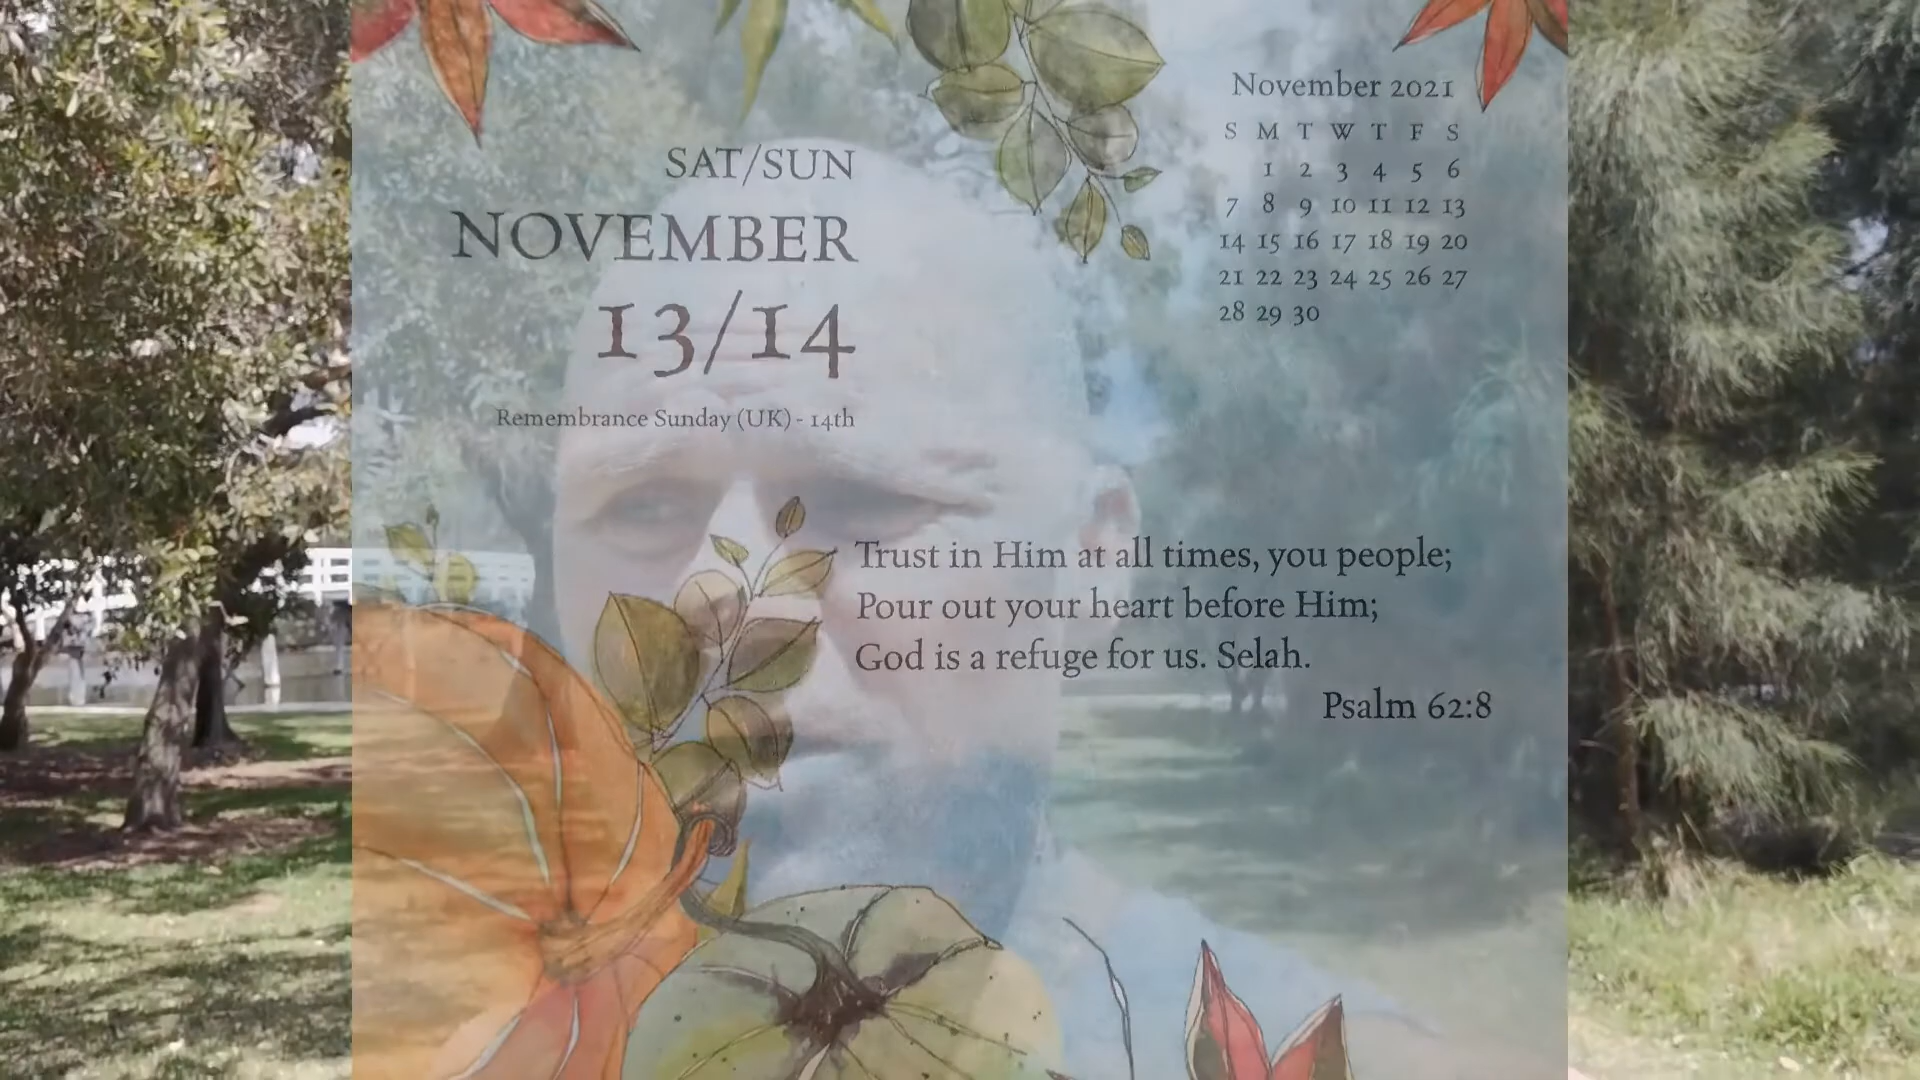 SAT/SUN
NOVEMBER
13/14
Remembrance Sunday (UK) - 14th
November 2021
S M T W T F S
1 2 3 4 5 6
7 8 9 10 11 12 13
14 15 16 17 18 19 20
21 22 23 24 25 26 27
28 29 30
Trust in Him at all times, you people;
Pour out your heart before Him;
God is a refuge for us. Selah.
Psalm 62:8